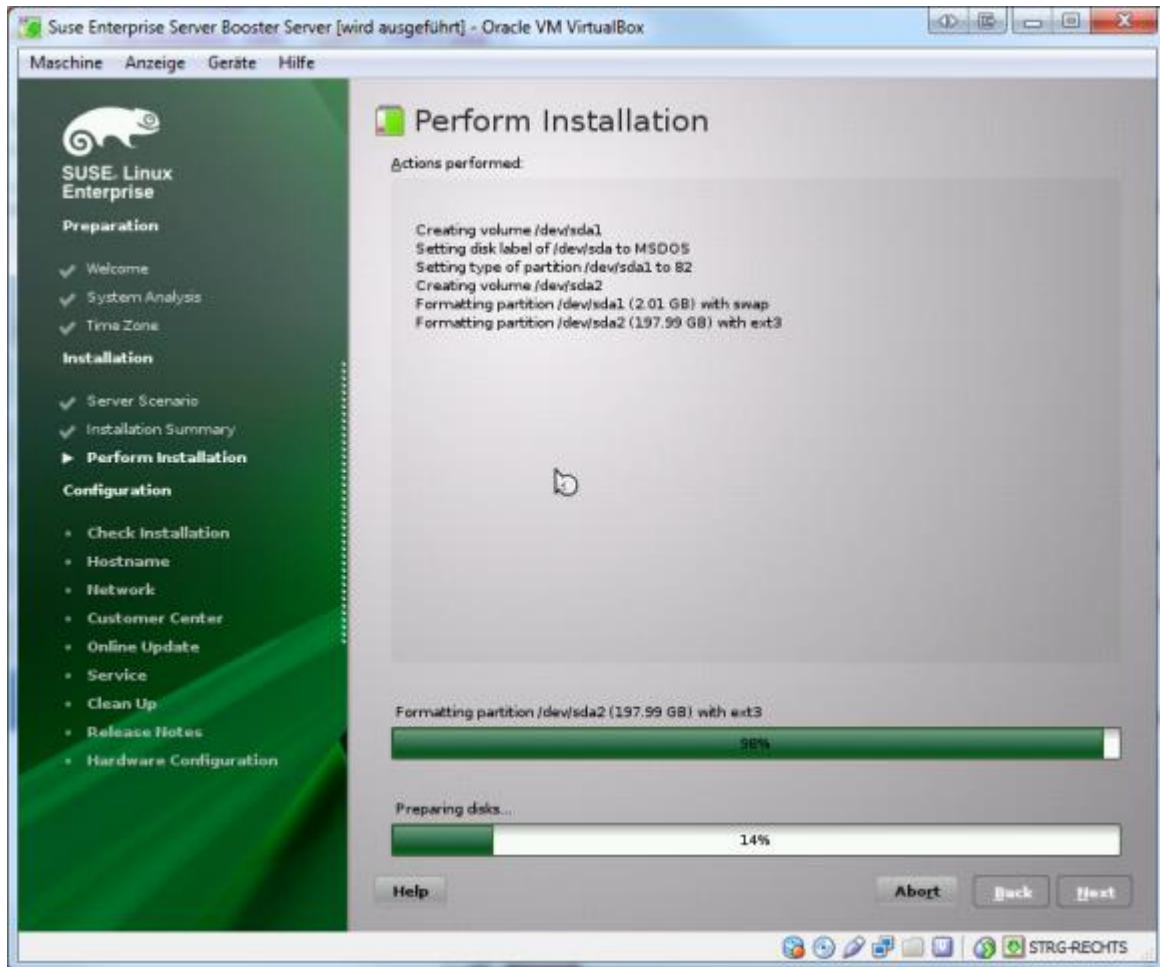 Suse Enterprise Server Booster Server [wird ausgeführt] - Oracle VM VirtualBox
Maschine Anzeige Geräte Hilfe
SUSE. Linux
Enterprise
Preparation
Welcome
System Analysis
Time Zone
Installation
Server Scenario
Installation Summary
Perform Installation
Configuration
Check Installation
Hostname
Network
Customer Center
Online Update
Service
Clean Up
Release Notes
Hardware Configuration
Perform Installation
Actions performed:
Creating volume /dev/sda1
Setting disk label of /dev/sda to MSDOS
Setting type of partition /dev/sda1 to 82
Creating volume /dev/sda2
Formatting partition /dev/sda1 (2.01 GB) with swap
Formatting partition /dev/sda2 (197.99 GB) with ext3
Formatting partition /dev/sda2 (197.99 GB) with ext3
98%
Preparing disks...
14%
Help Abort Back Next
STRG-RECHTS